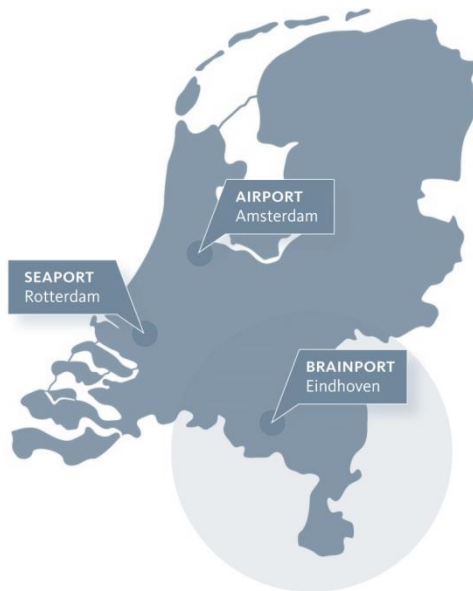 AIRPORT
Amsterdam
SEAPORT
Rotterdam
BRAINPORT
Eindhoven